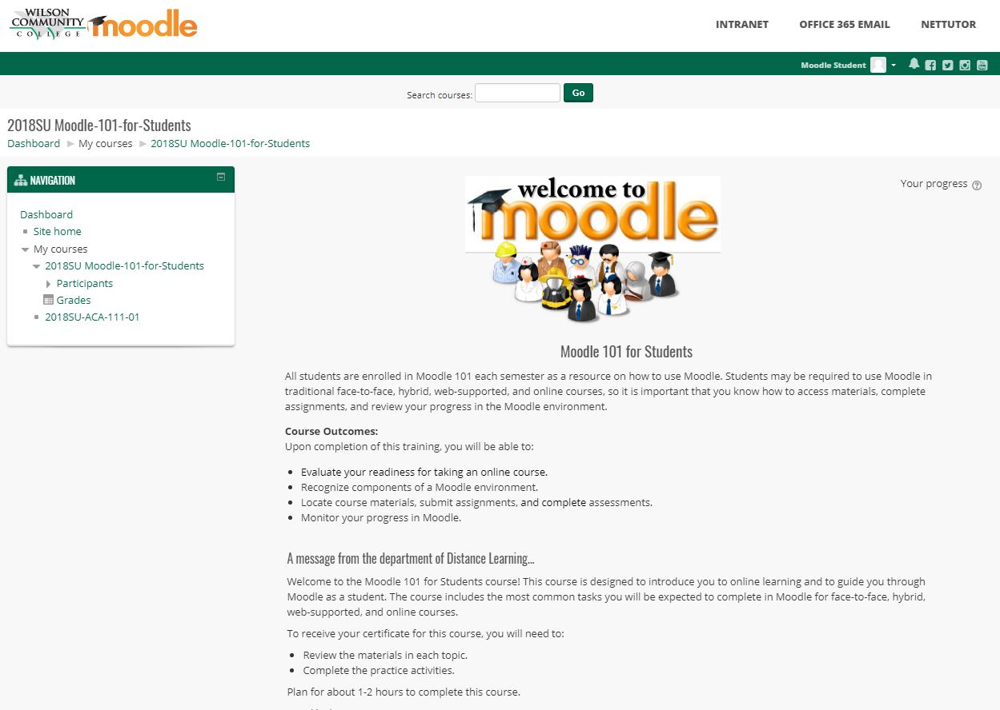 WILSON
COMMUNITY
COLLEGE
moodle
INTRANET OFFICE 365 EMAIL NETTUTOR
Moodle Student
Search courses: Go
2018SU Moodle-101-for-Students
Dashboard My courses 2018SU Moodle-101-for-Students
NAVIGATION
Dashboard
Site home
My courses
2018SU Moodle-101-for-Students
Participants
Grades
2018SU-ACA-111-01
Your progress
welcome to
moodle
Moodle 101 for Students
All students are enrolled in Moodle 101 each semester as a resource on how to use Moodle. Students may be required to use Moodle in
traditional face-to-face, hybrid, web-supported, and online courses, so it is important that you know how to access materials, complete
assignments, and review your progress in the Moodle environment.
Course Outcomes:
Upon completion of this training, you will be able to:
Evaluate your readiness for taking an online course.
Recognize components of a Moodle environment.
Locate course materials, submit assignments, and complete assessments.
Monitor your progress in Moodle.
A message from the department of Distance Learning...
Welcome to the Moodle 101 for Students course! This course is designed to introduce you to online learning and to guide you through
Moodle as a student. The course includes the most common tasks you will be expected to complete in Moodle for face-to-face, hybrid,
web-supported, and online courses.
To receive your certificate for this course, you will need to:
Review the materials in each topic.
Complete the practice activities.
Plan for about 1-2 hours to complete this course.